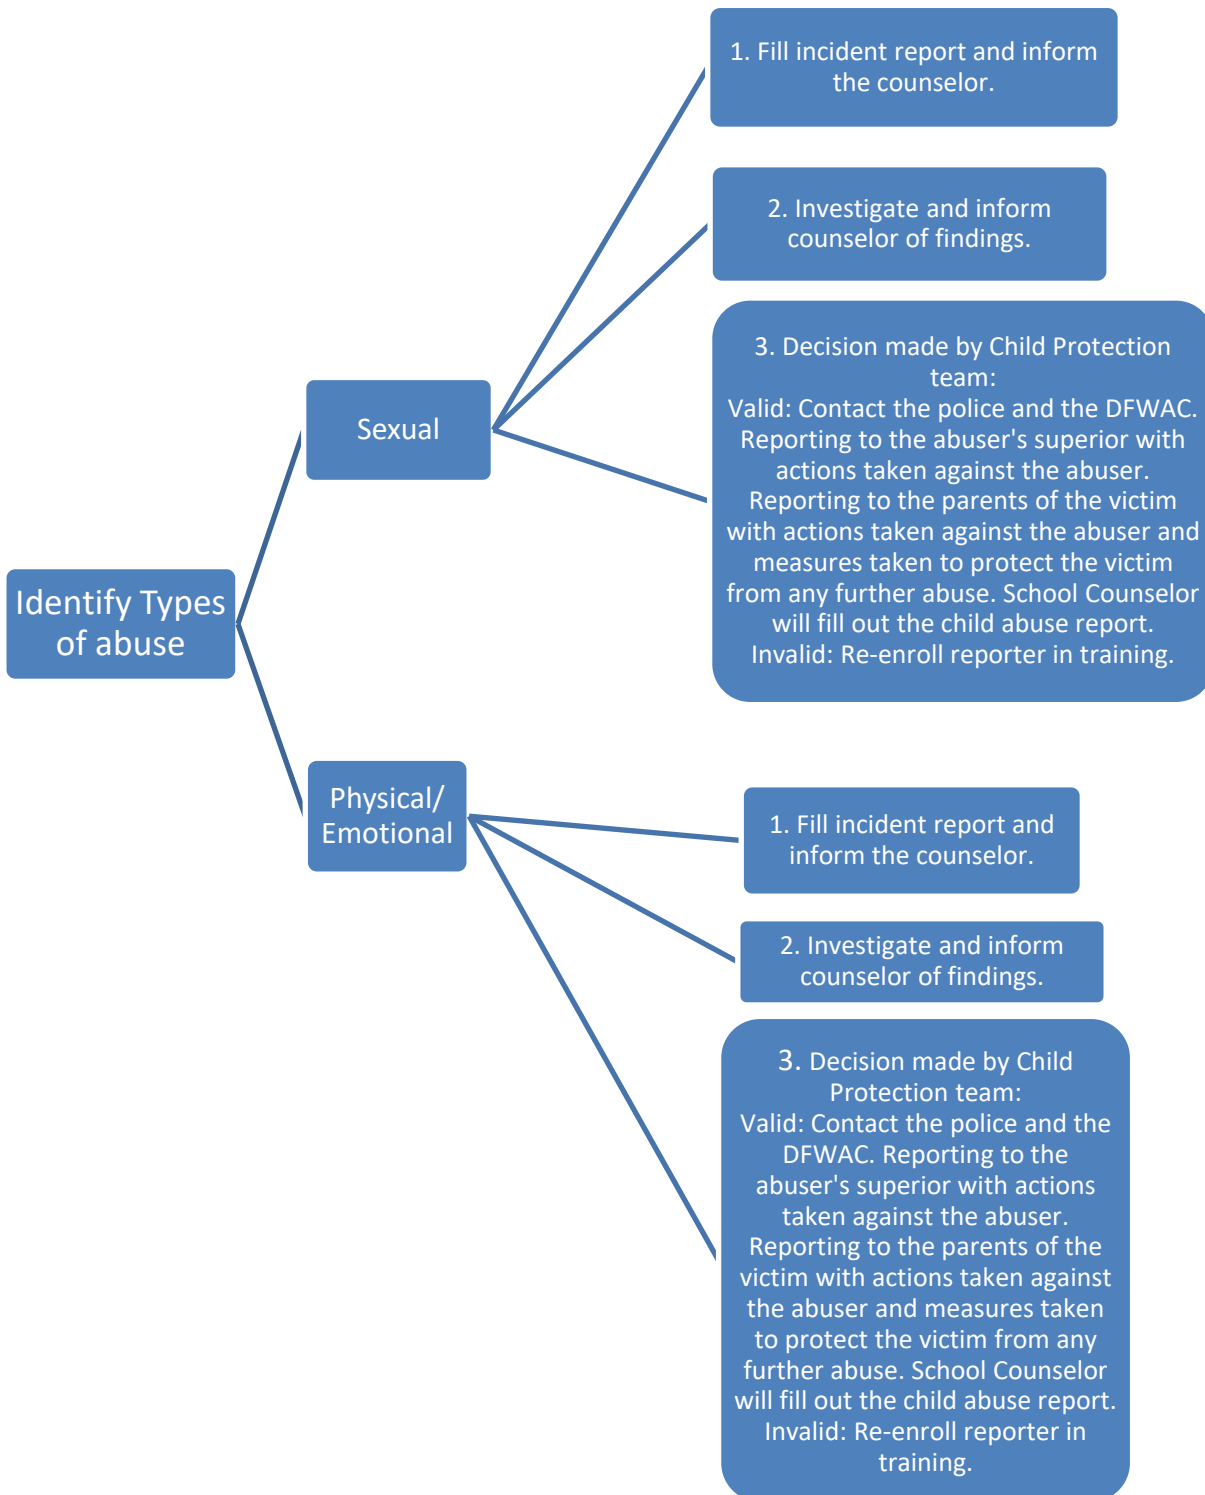 Identify Types
of abuse
Sexual
1. Fill incident report and inform
the counselor.
2. Investigate and inform
counselor of findings.
3. Decision made by Child Protection
team:
Valid: Contact the police and the DFWAC.
Reporting to the abuser's superior with
actions taken against the abuser.
Reporting to the parents of the victim
with actions taken against the abuser and
measures taken to protect the victim
from any further abuse. School Counselor
will fill out the child abuse report.
Invalid: Re-enroll reporter in training.
Physical/
Emotional
1. Fill incident report and
inform the counselor.
2. Investigate and inform
counselor of findings.
3. Decision made by Child
Protection team:
Valid: Contact the police and the
DFWAC. Reporting to the
abuser's superior with actions
taken against the abuser.
Reporting to the parents of the
victim with actions taken against
the abuser and measures taken
to protect the victim from any
further abuse. School Counselor
will fill out the child abuse report.
Invalid: Re-enroll reporter in
training.